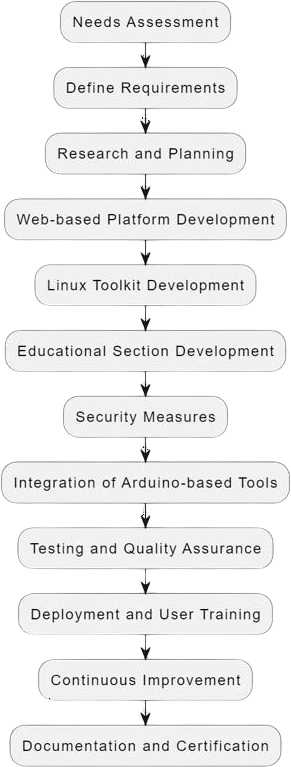 Needs Assessment
Define Requirements
Research and Planning
Web-based Platform Development
Linux Toolkit Development
Educational Section Development
Security Measures
Integration of Arduino-based Tools
Testing and Quality Assurance
Deployment and User Training
Continuous Improvement
Documentation and Certification